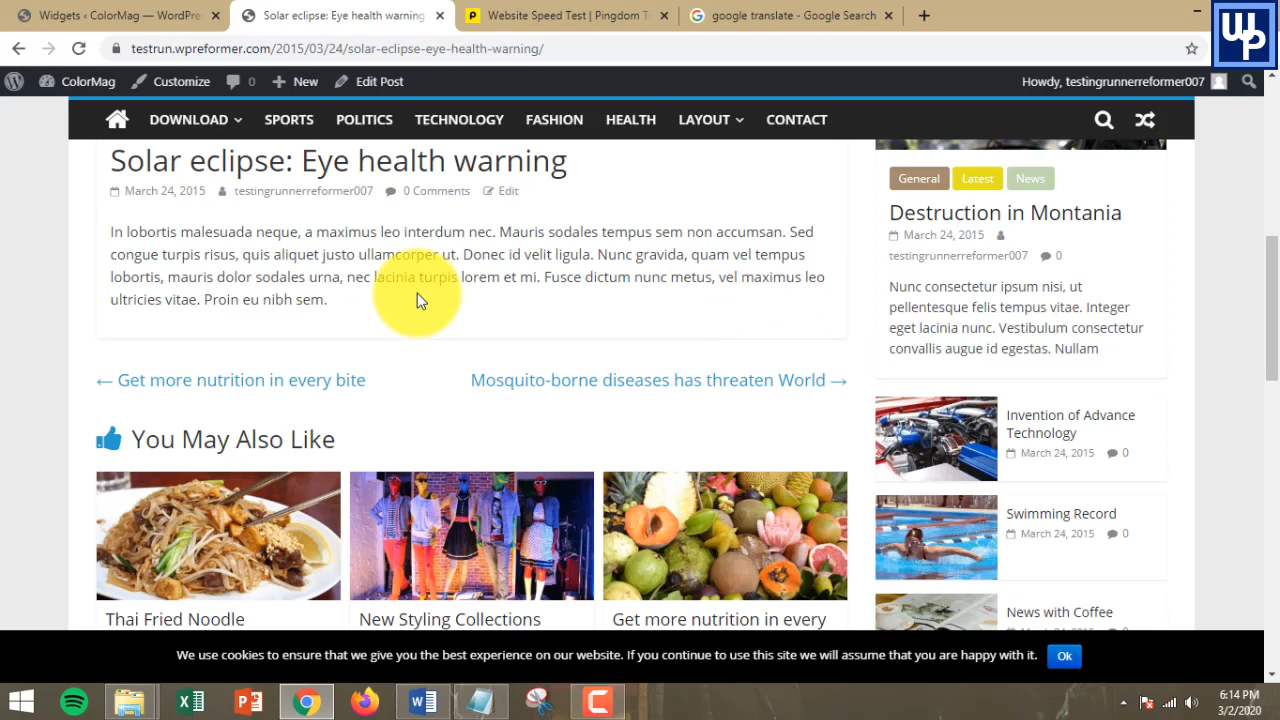 Widgets ‹ ColorMag — WordPre
Solar eclipse: Eye health warning
Website Speed Test | Pingdom T
google translate - Google Search
testrun.wpreformer.com/2015/03/24/solar-eclipse-eye-health-warning/
WP
ColorMag
Customize
0
New
Edit Post
Howdy, testingrunnerreformer007
DOWNLOAD
SPORTS
POLITICS
TECHNOLOGY
FASHION
HEALTH
LAYOUT
CONTACT
Solar eclipse: Eye health warning
March 24, 2015 testingrunnerreformer007 0 Comments Edit
In lobortis malesuada neque, a maximus leo interdum nec. Mauris sodales tempus sem non accumsan. Sed
congue turpis risus, quis aliquet justo ullamcorper ut. Donec id velit ligula. Nunc gravida, quam vel tempus
lobortis, mauris dolor sodales urna, nec lacinia turpis lorem et mi. Fusce dictum nunc metus, vel maximus leo
ultricies vitae. Proin eu nibh sem.
← Get more nutrition in every bite
Mosquito-borne diseases has threaten World →
You May Also Like
Thai Fried Noodle
New Styling Collections
Get more nutrition in every
General Latest News
Destruction in Montania
March 24, 2015
testingrunnerreformer007 0
Nunc consectetur ipsum nisi, ut
pellentesque felis tempus vitae. Integer
eget lacinia nunc. Vestibulum consectetur
convallis augue id egestas. Nullam
Invention of Advance
Technology
March 24, 2015 0
Swimming Record
March 24, 2015 0
News with Coffee
We use cookies to ensure that we give you the best experience on our website. If you continue to use this site we will assume that you are happy with it.
Ok
6:14 PM
3/2/2020